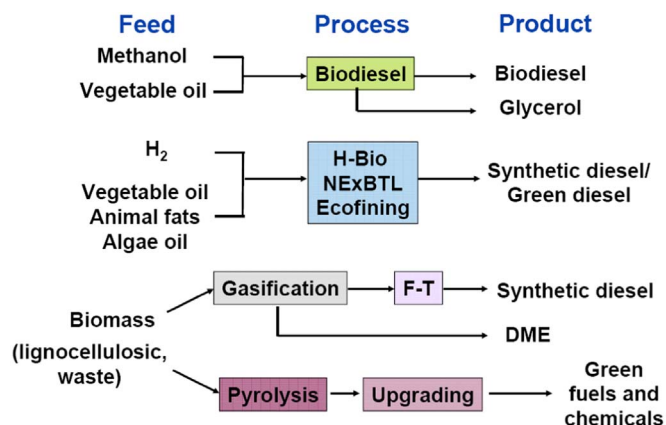 Feed Process Product
Methanol
Vegetable oil
Biodiesel
Biodiesel
Glycerol
H2
Vegetable oil
Animal fats
Algae oil
H-Bio
NExBTL
Ecofining
Synthetic diesel/
Green diesel
Biomass
(lignocellulosic,
waste)
Gasification
F-T
Synthetic diesel
DME
Pyrolysis
Upgrading
Green
fuels and
chemicals